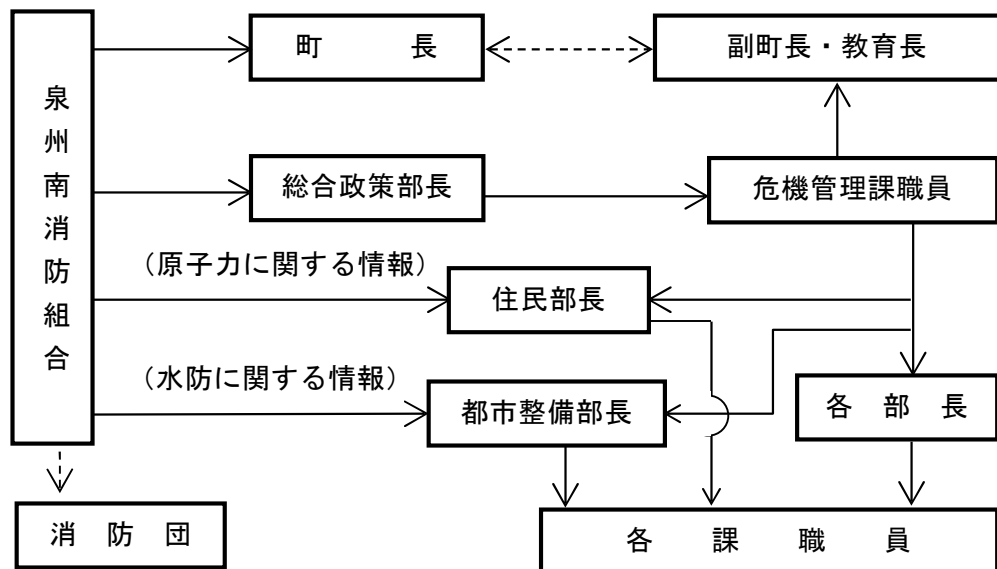 泉州南消防組合
町長
副町長・教育長
総合政策部長
危機管理課職員
（原子力に関する情報）
住民部長
（水防に関する情報）
都市整備部長
各部長
消防団
各課職員